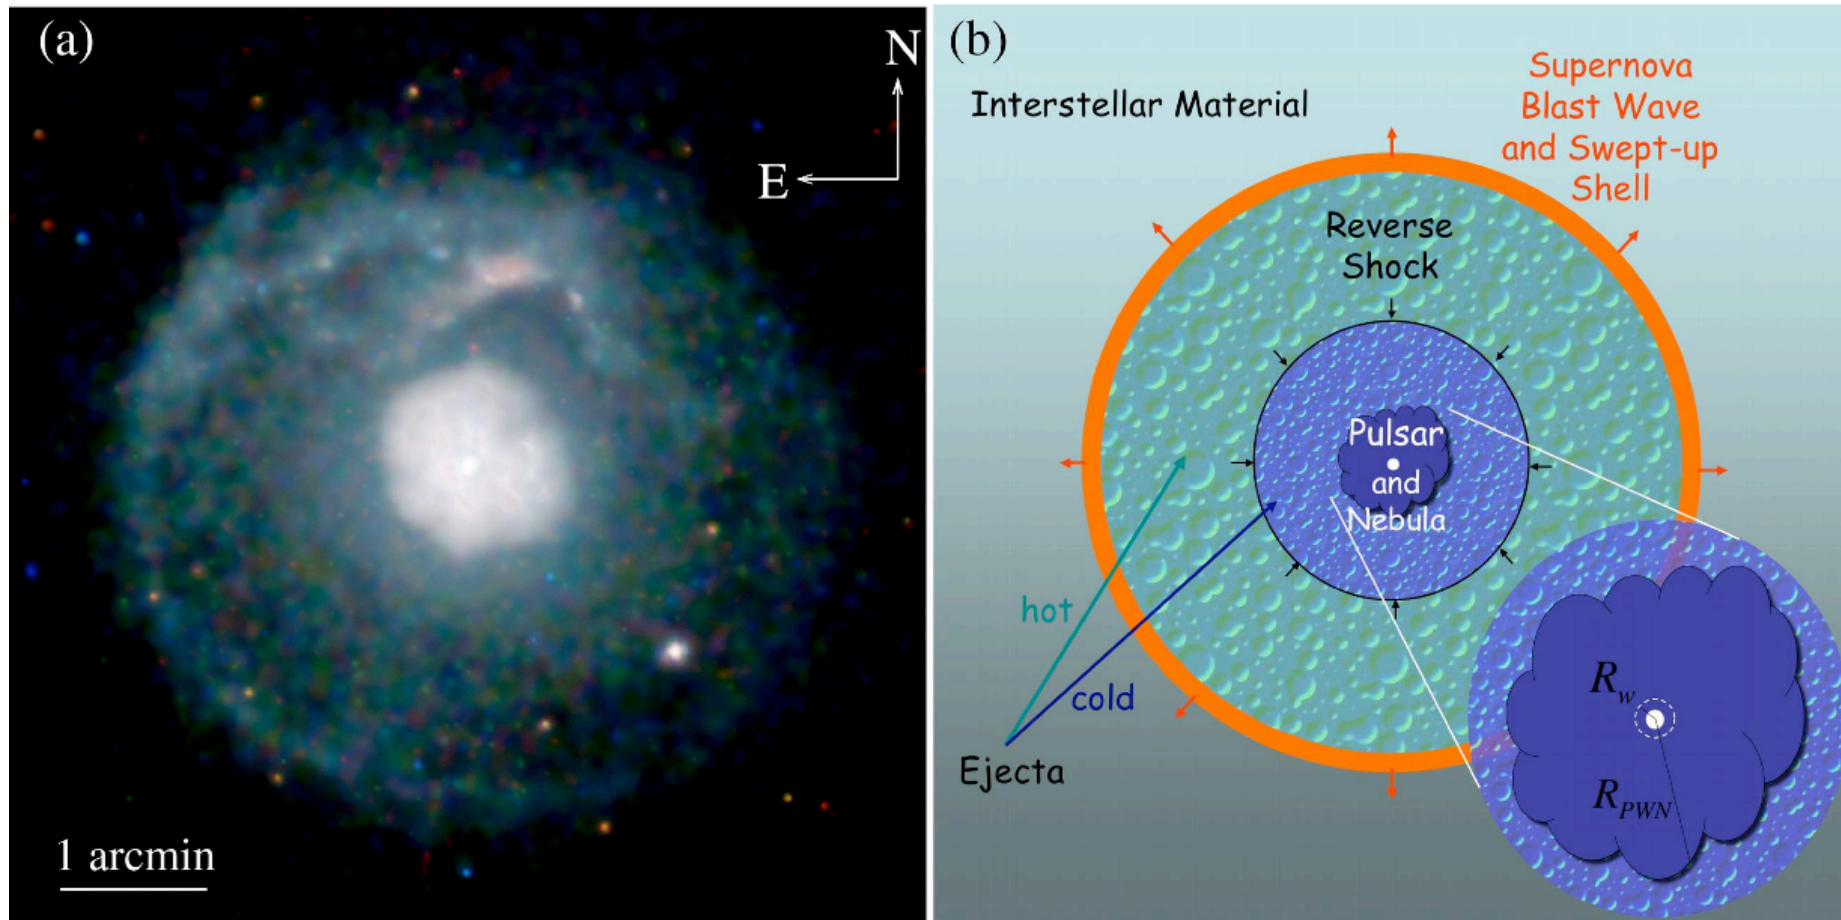 (a)
N
E
1 arcmin
(b)
Interstellar Material
Supernova
Blast Wave
and Swept-up
Shell
Reverse
Shock
Pulsar
and
Nebula
hot
cold
Ejecta
R_w
R_PWN